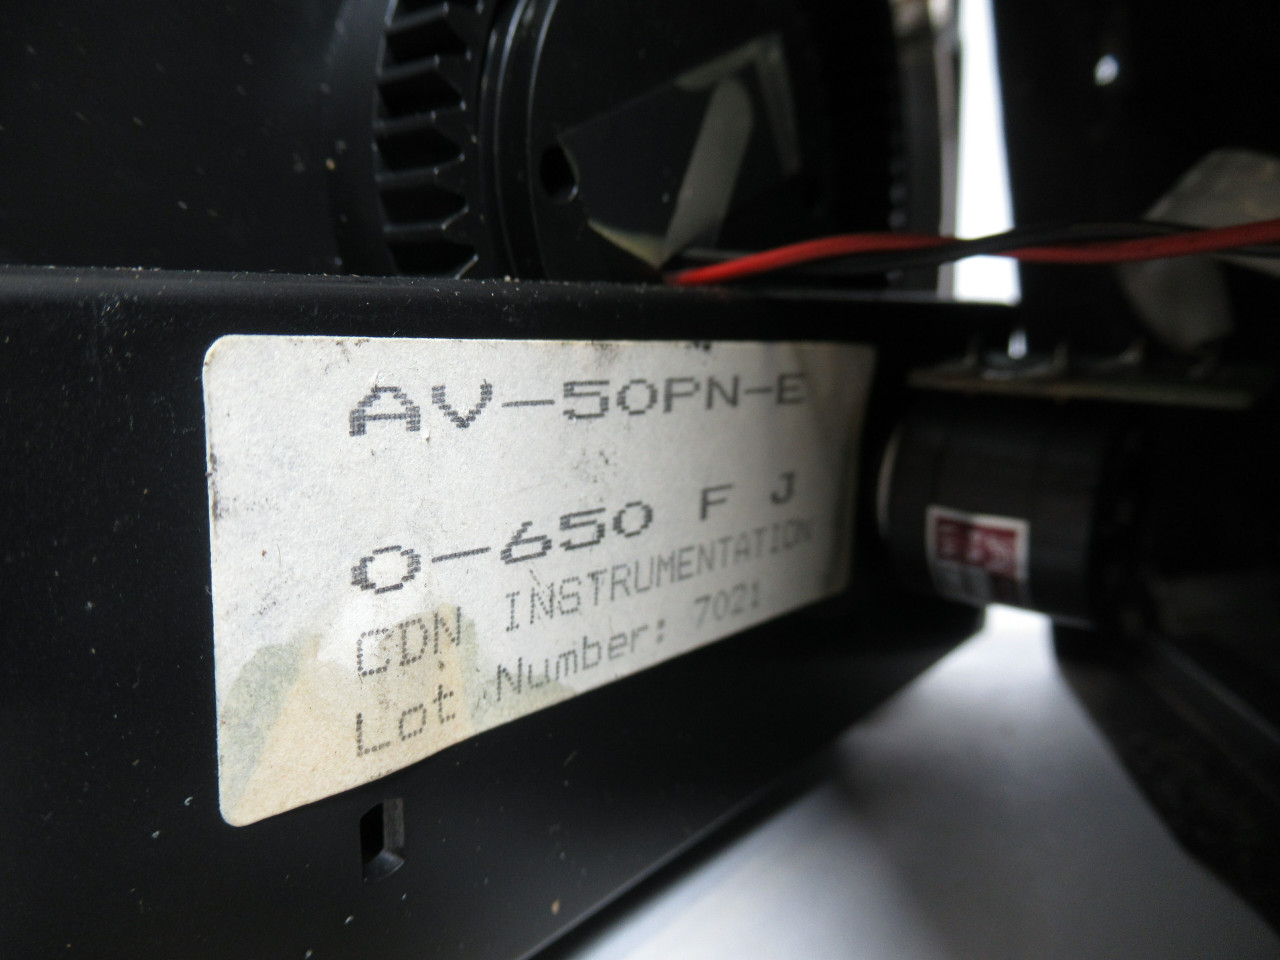 AV-50PN-E
0-650 F J
CDN INSTRUMENTATION
Lot Number: 7021